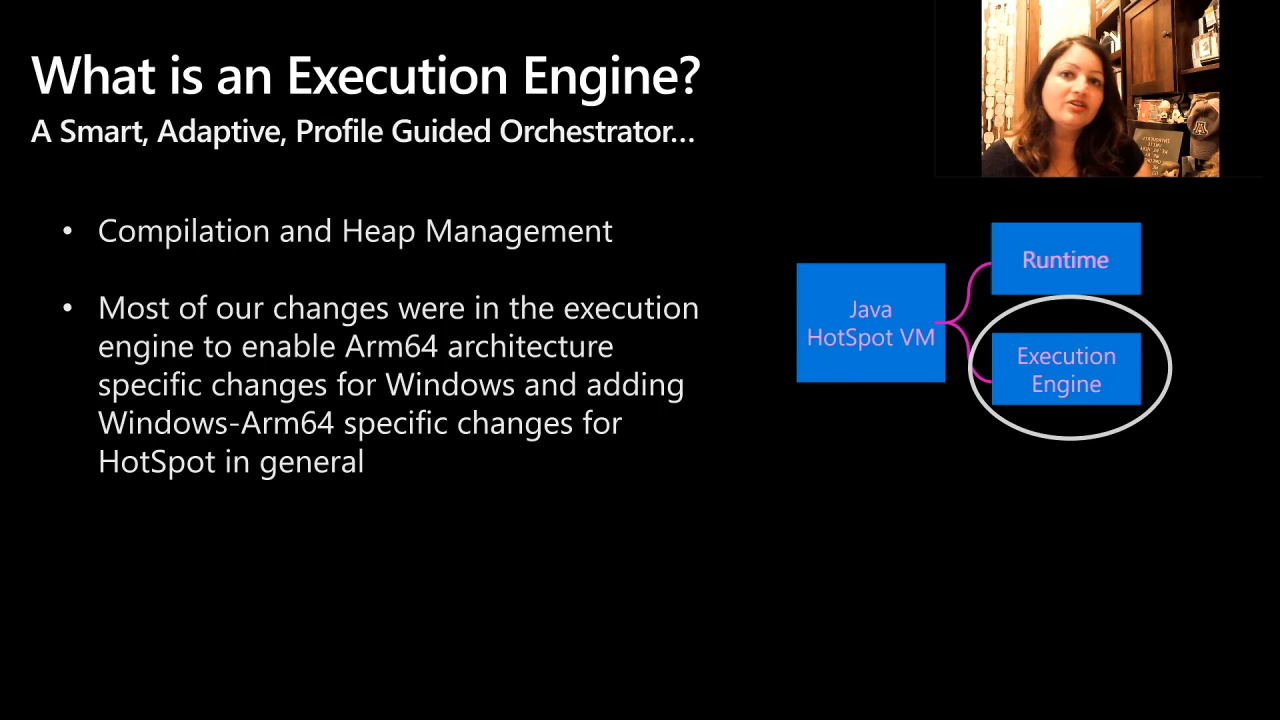 What is an Execution Engine?
A Smart, Adaptive, Profile Guided Orchestrator...
• Compilation and Heap Management
• Most of our changes were in the execution
engine to enable Arm64 architecture
specific changes for Windows and adding
Windows-Arm64 specific changes for
HotSpot in general
Java
HotSpot VM
Runtime
Execution
Engine